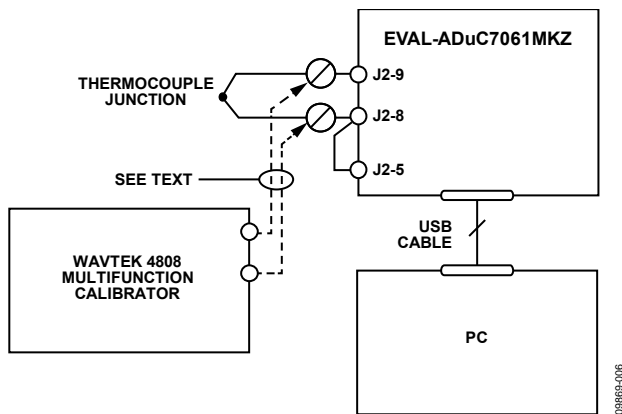 EVAL-ADuC7061MKZ
J2-9
THERMOCOUPLE
JUNCTION
J2-8
SEE TEXT
J2-5
USB
CABLE
WAVTEK 4808
MULTIFUNCTION
CALIBRATOR
PC
09869-006